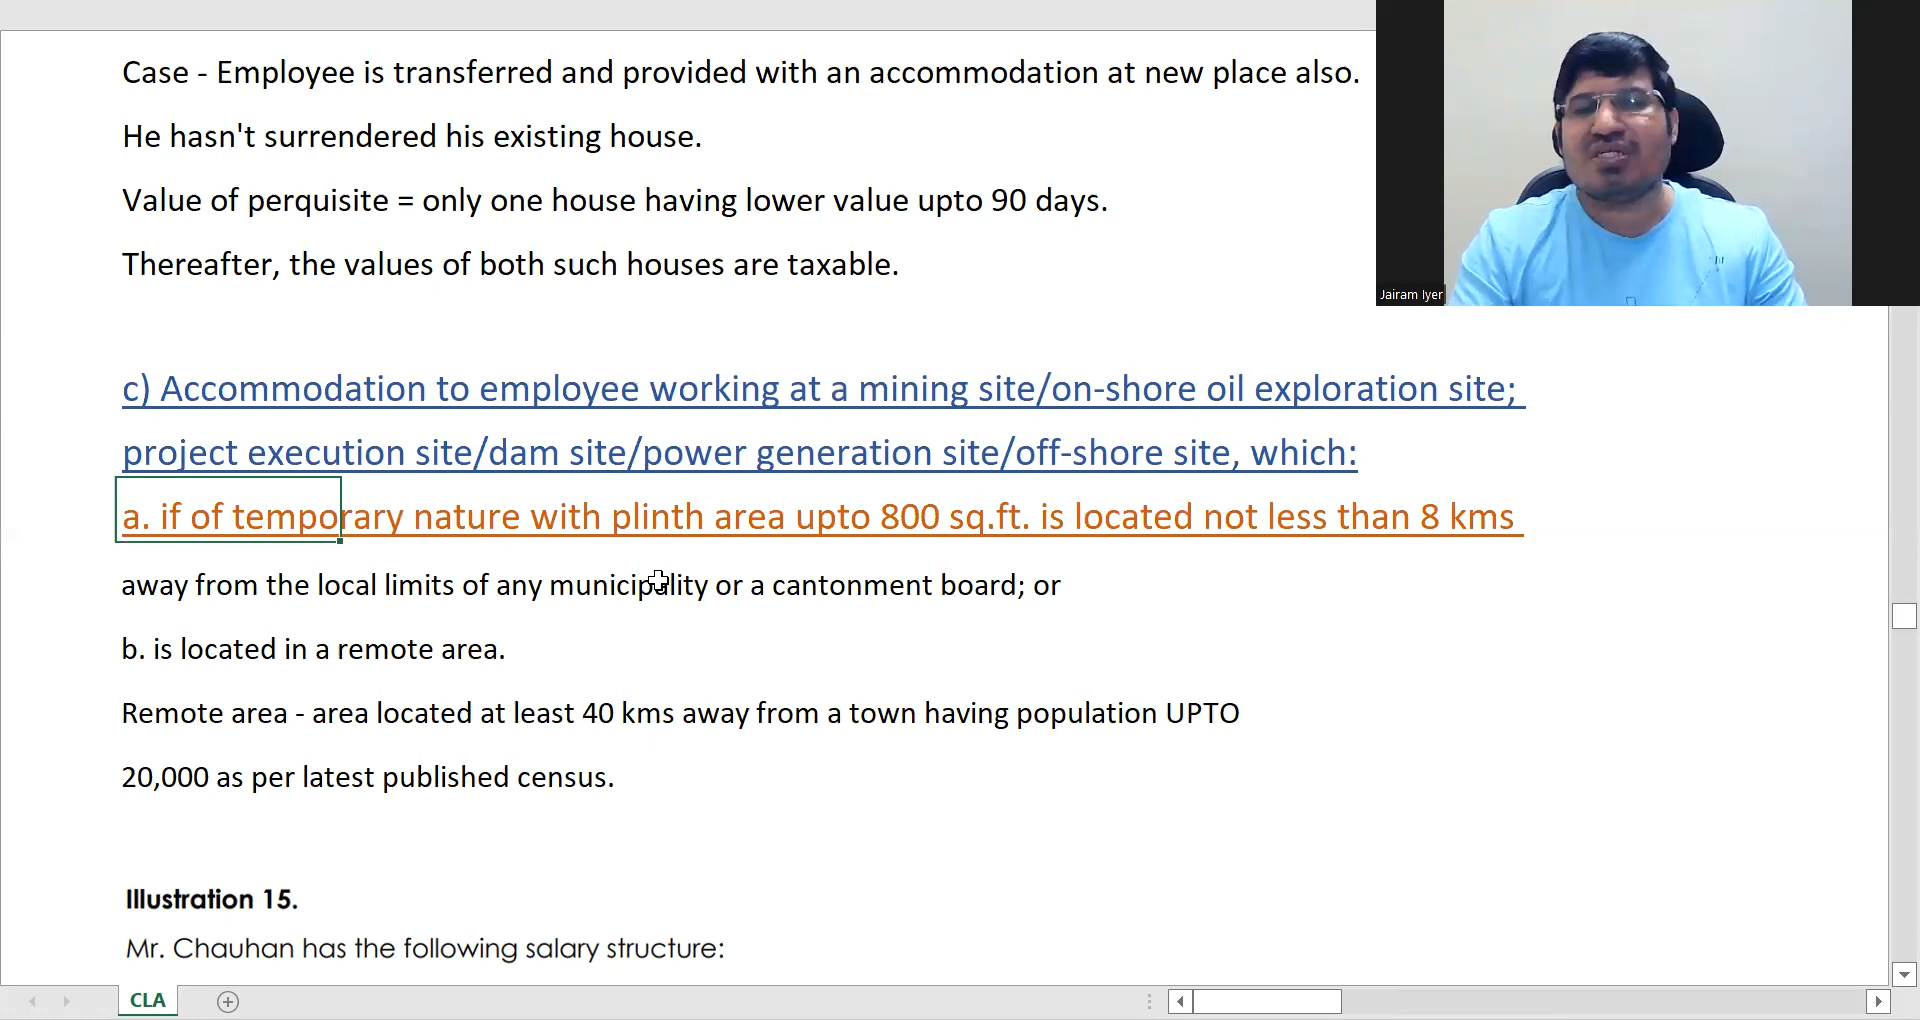 Case - Employee is transferred and provided with an accommodation at new place also.
He hasn't surrendered his existing house.
Value of perquisite = only one house having lower value upto 90 days.
Thereafter, the values of both such houses are taxable.
Jairam Iyer
c) Accommodation to employee working at a mining site/on-shore oil exploration site;
project execution site/dam site/power generation site/off-shore site, which:
a. if of temporary nature with plinth area upto 800 sq.ft. is located not less than 8 kms
away from the local limits of any municipality or a cantonment board; or
b. is located in a remote area.
Remote area - area located at least 40 kms away from a town having population UPTO
20,000 as per latest published census.
Illustration 15.
Mr. Chauhan has the following salary structure:
CLA